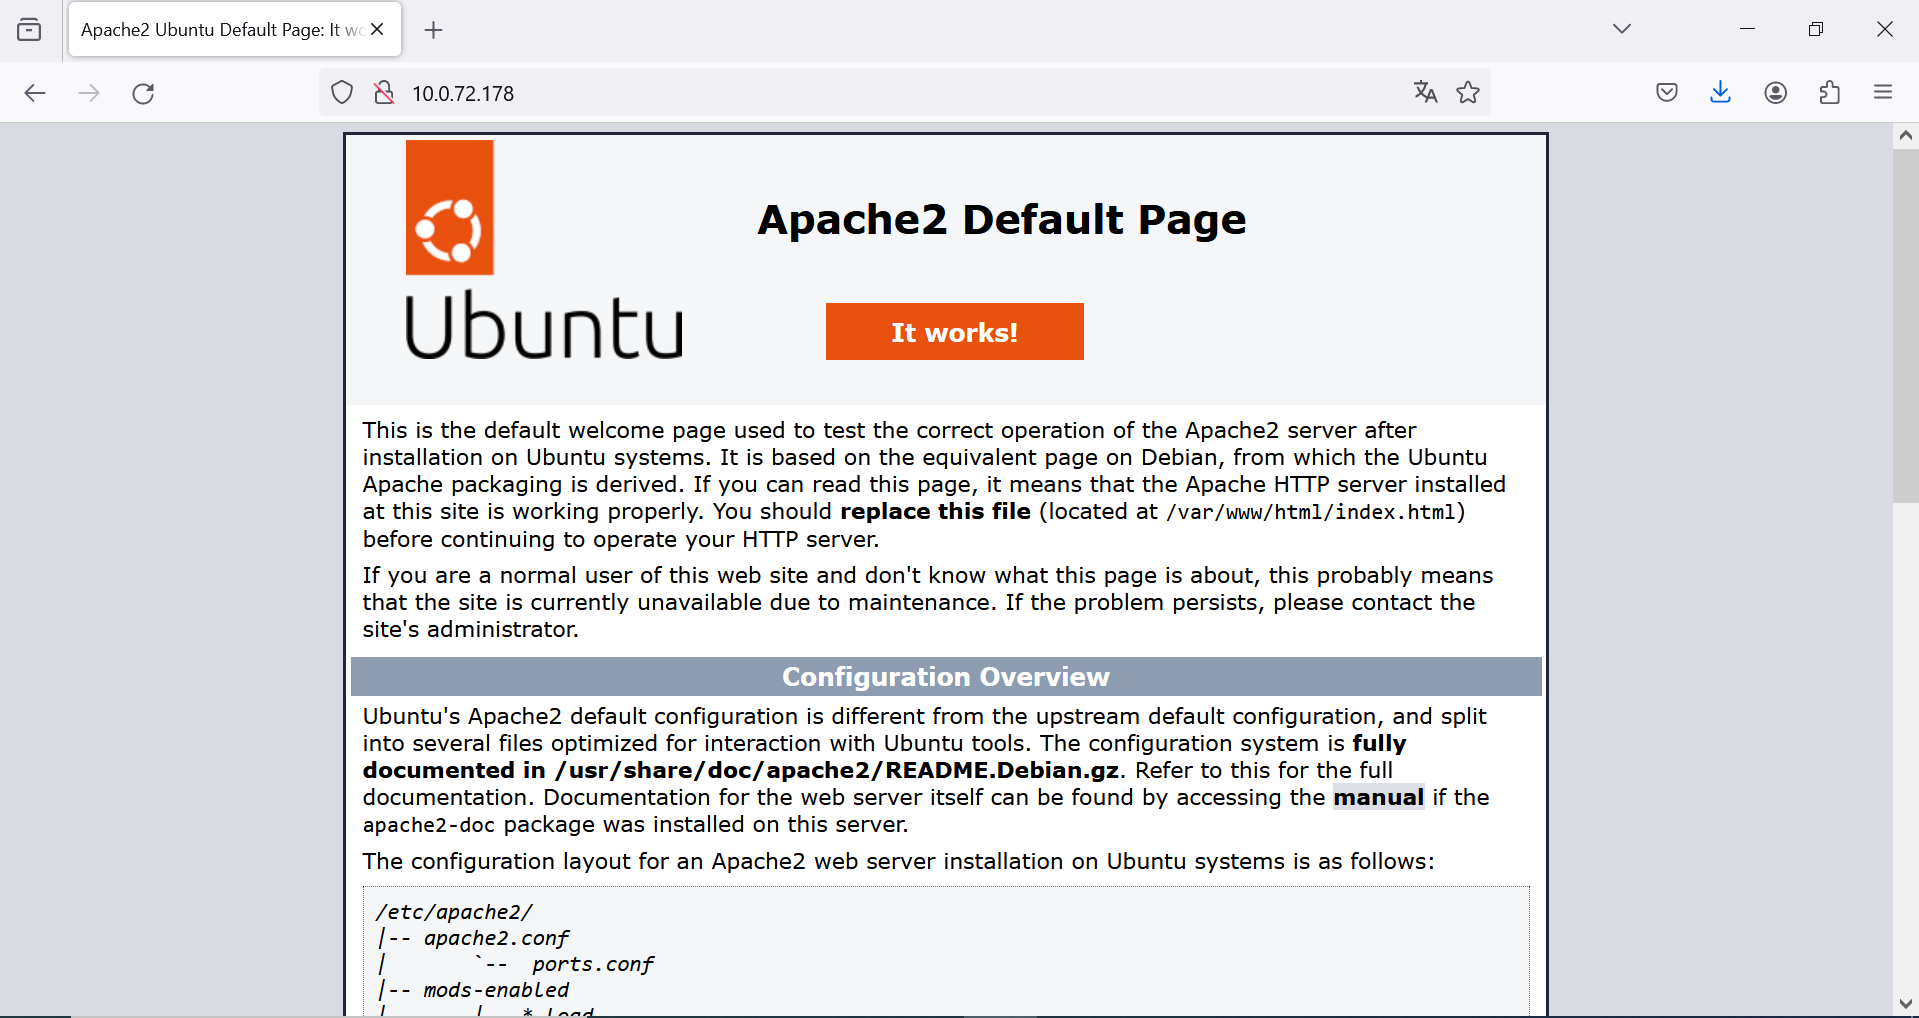 Apache2 Ubuntu Default Page: It wo
10.0.72.178
Ubuntu
Apache2 Default Page
It works!
This is the default welcome page used to test the correct operation of the Apache2 server after
installation on Ubuntu systems. It is based on the equivalent page on Debian, from which the Ubuntu
Apache packaging is derived. If you can read this page, it means that the Apache HTTP server installed
at this site is working properly. You should replace this file (located at /var/www/html/index.html)
before continuing to operate your HTTP server.
If you are a normal user of this web site and don't know what this page is about, this probably means
that the site is currently unavailable due to maintenance. If the problem persists, please contact the
site's administrator.
Configuration Overview
Ubuntu's Apache2 default configuration is different from the upstream default configuration, and split
into several files optimized for interaction with Ubuntu tools. The configuration system is fully
documented in /usr/share/doc/apache2/README.Debian.gz. Refer to this for the full
documentation. Documentation for the web server itself can be found by accessing the manual if the
apache2-doc package was installed on this server.
The configuration layout for an Apache2 web server installation on Ubuntu systems is as follows:
/etc/apache2/
|-- apache2.conf
|       `--  ports.conf
|-- mods-enabled
|       |-- *.load